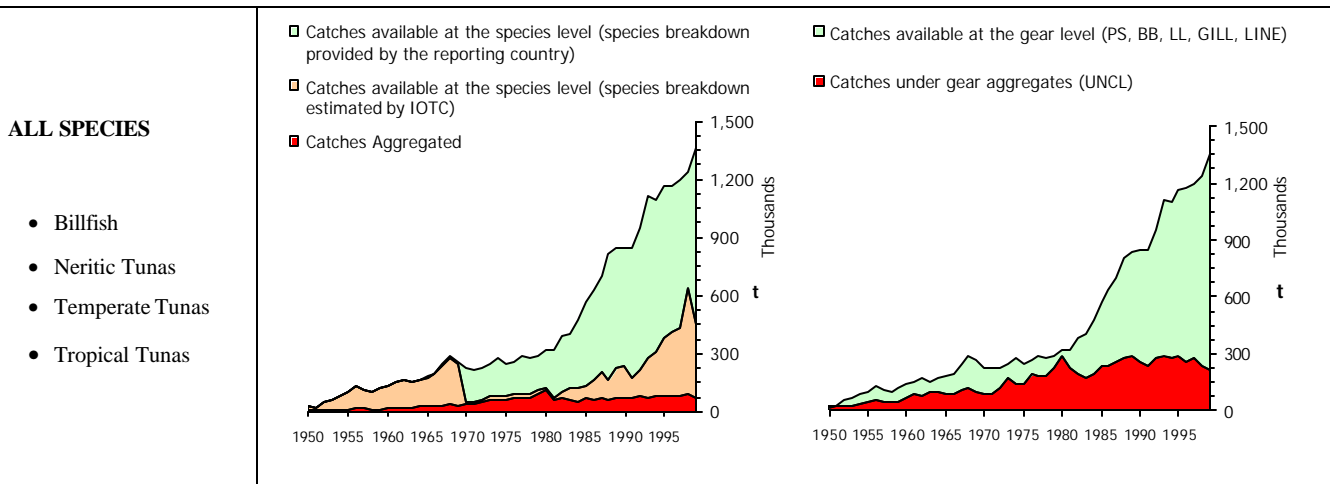 ALL SPECIES
• Billfish
• Neritic Tunas
• Temperate Tunas
• Tropical Tunas
Catches available at the species level (species breakdown
provided by the reporting country)
Catches available at the species level (species breakdown
estimated by IOTC)
Catches Aggregated
1,500
1,200
900
600
300
0
Thousands
t
1950 1955 1960 1965 1970 1975 1980 1985 1990 1995
Catches available at the gear level (PS, BB, LL, GILL, LINE)
Catches under gear aggregates (UNCL)
1,500
1,200
900
600
300
0
Thousands
t
1950 1955 1960 1965 1970 1975 1980 1985 1990 1995